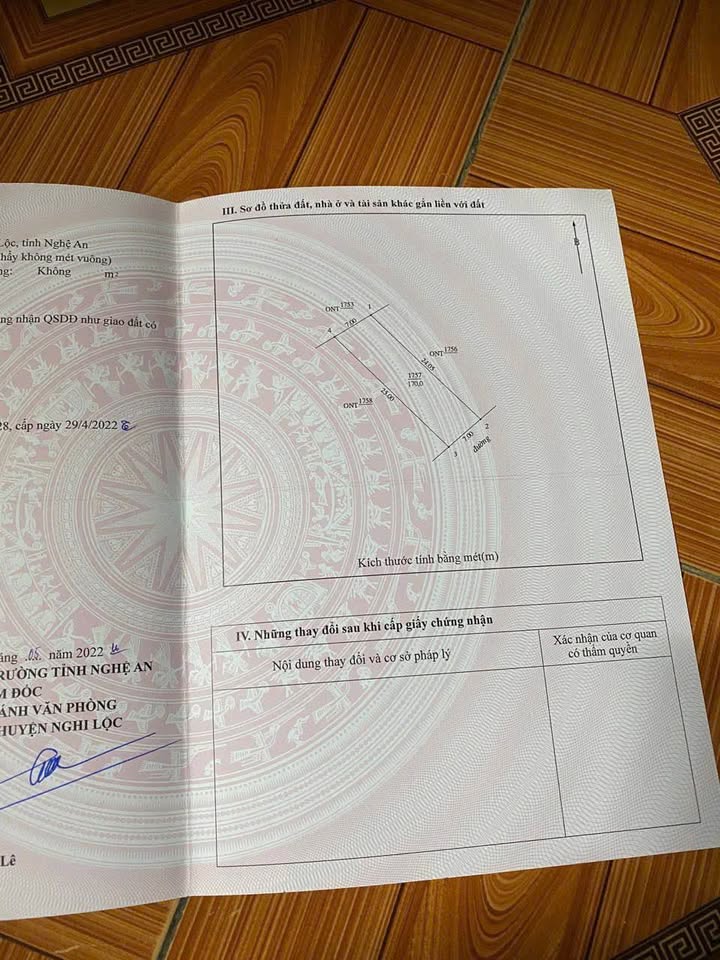 Lộc, tỉnh Nghệ An
hẩy không mét vuông)
ng: Không m²
ng nhận QSDĐ như giao đất có
28, cấp ngày 29/4/2022
áng .05. năm 2022
RƯỜNG TỈNH NGHỆ AN
M ĐỐC
ÁNH VĂN PHÒNG
HUYỆN NGHI LỘC
Lê
III. Sơ đồ thửa đất, nhà ở và tài sản khác gắn liền với đất
B
ONT 1753
1
7.00
4
ONT 1756
24.05
1757
170,0
25.00
ONT 1758
2
7.00
đường
3
Kích thước tính bằng mét(m)
IV. Những thay đổi sau khi cấp giấy chứng nhận
Nội dung thay đổi và cơ sở pháp lý
Xác nhận của cơ quan
có thẩm quyền